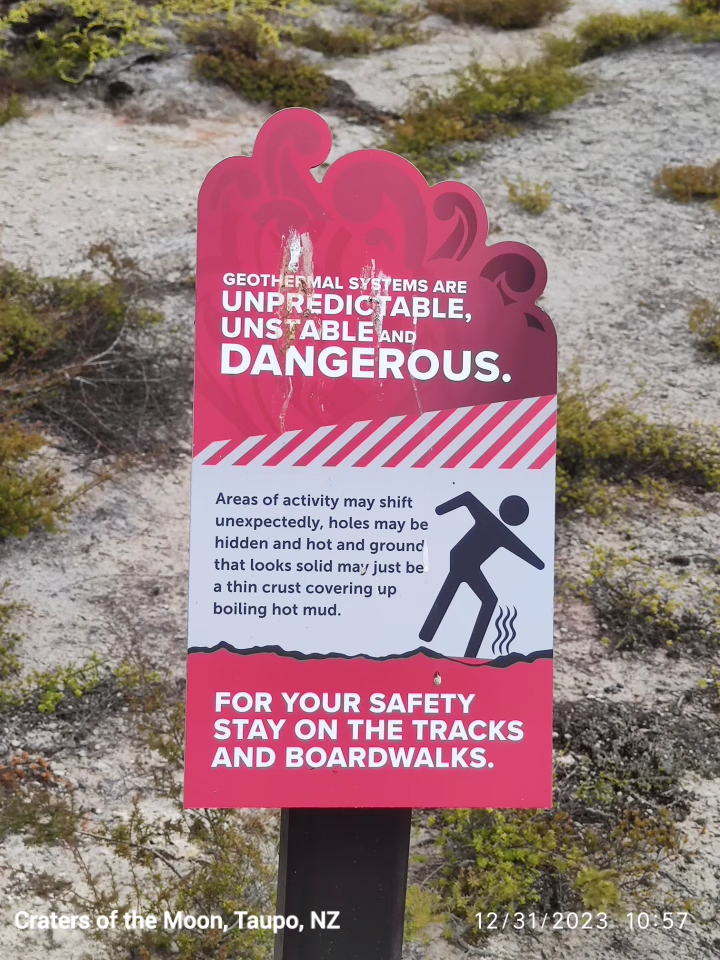 GEOTHERMAL SYSTEMS ARE
UNPREDICTABLE,
UNSTABLE AND
DANGEROUS.
Areas of activity may shift
unexpectedly, holes may be
hidden and hot and ground
that looks solid may just be
a thin crust covering up
boiling hot mud.
FOR YOUR SAFETY
STAY ON THE TRACKS
AND BOARDWALKS.
Craters of the Moon, Taupo, NZ
12/31/2023 10:57